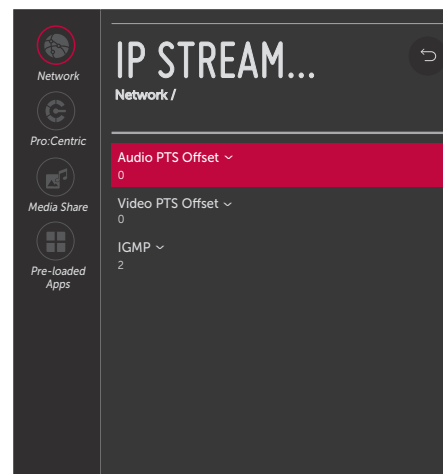 Network
Pro:Centric
Media Share
Pre-loaded
Apps
IP STREAM...
Network /
Audio PTS Offset
0
Video PTS Offset
0
IGMP
2